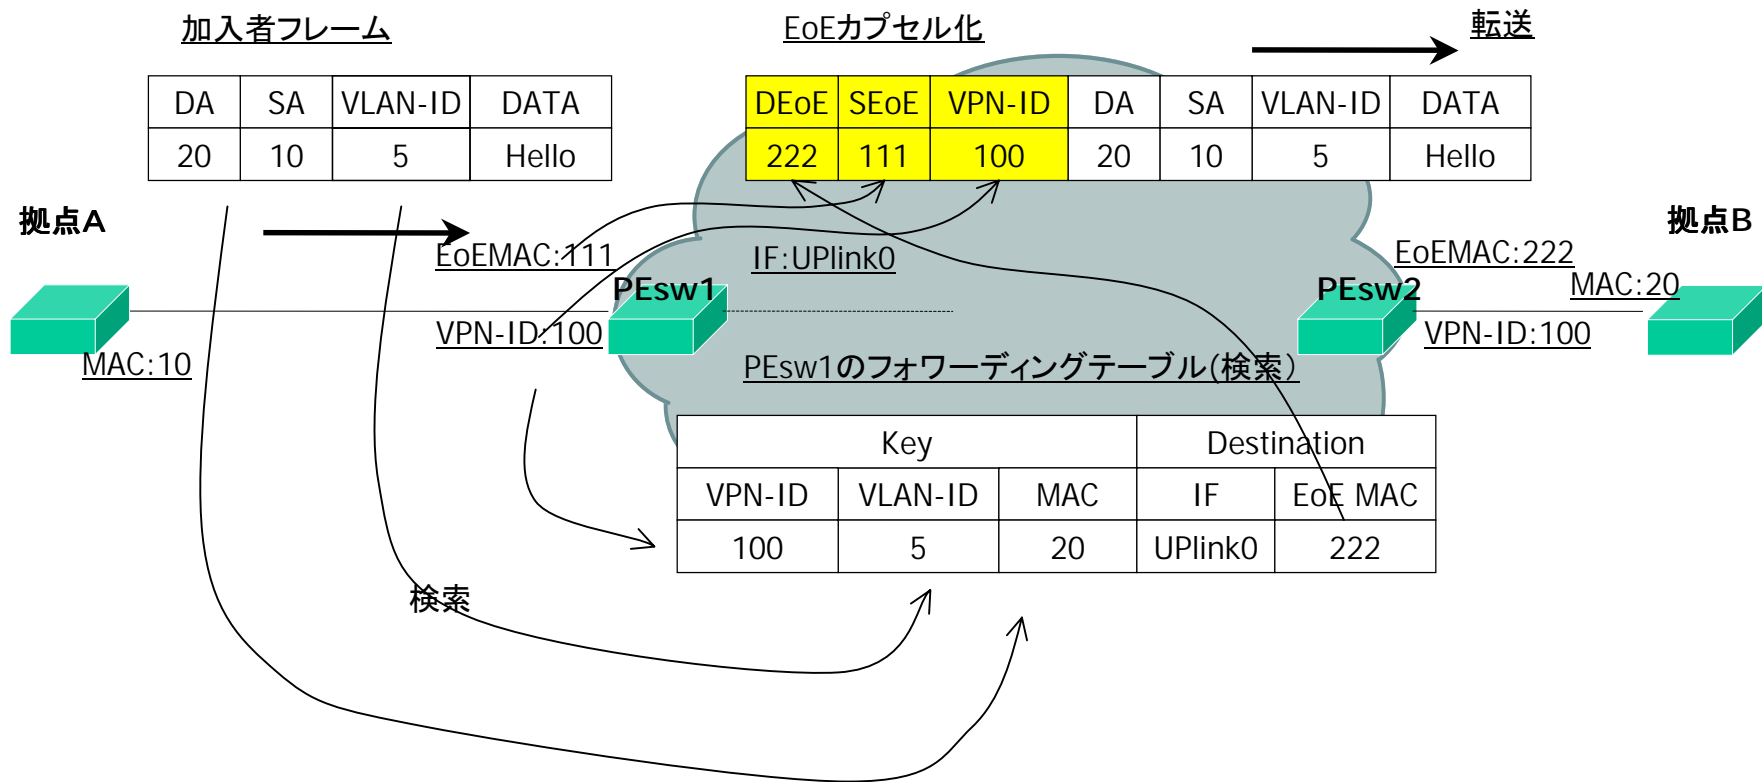 加入者フレーム
EoEカプセル化
転送
DA SA VLAN-ID DATA
20 10 5 Hello
DEoE SEoE VPN-ID DA SA VLAN-ID DATA
222 111 100 20 10 5 Hello
拠点A
拠点B
EoEMAC:111
IF:UPlink0
EoEMAC:222
PEsw1
PEsw2
MAC:20
VPN-ID:100
VPN-ID:100
MAC:10
PEsw1のフォワーディングテーブル(検索)
Key Destination
VPN-ID VLAN-ID MAC IF EoE MAC
100 5 20 UPlink0 222
検索